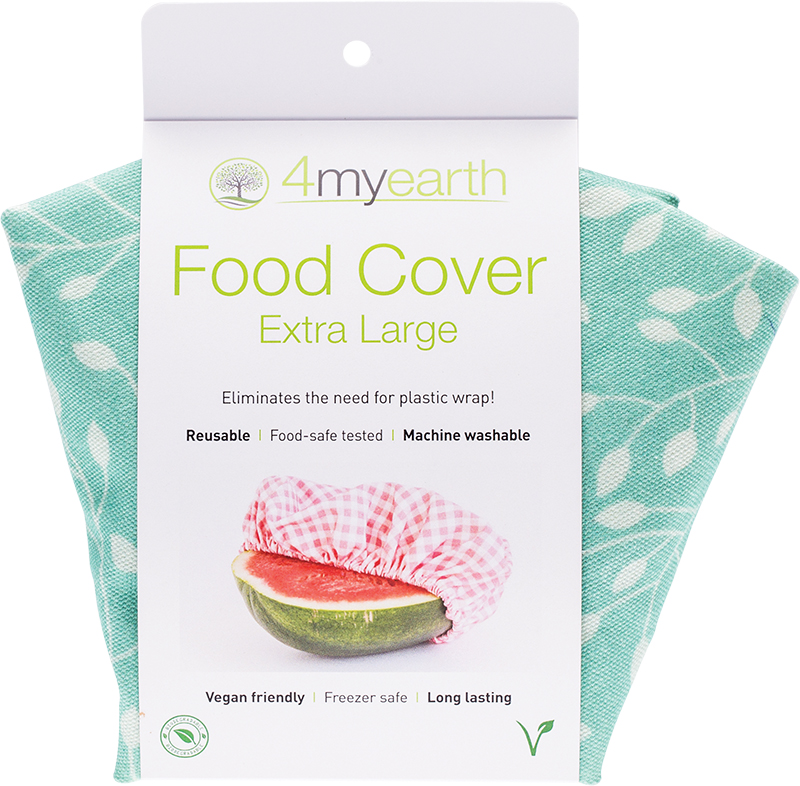 4myearth
Food Cover
Extra Large
Eliminates the need for plastic wrap!
Reusable | Food-safe tested | Machine washable
Vegan friendly | Freezer safe | Long lasting